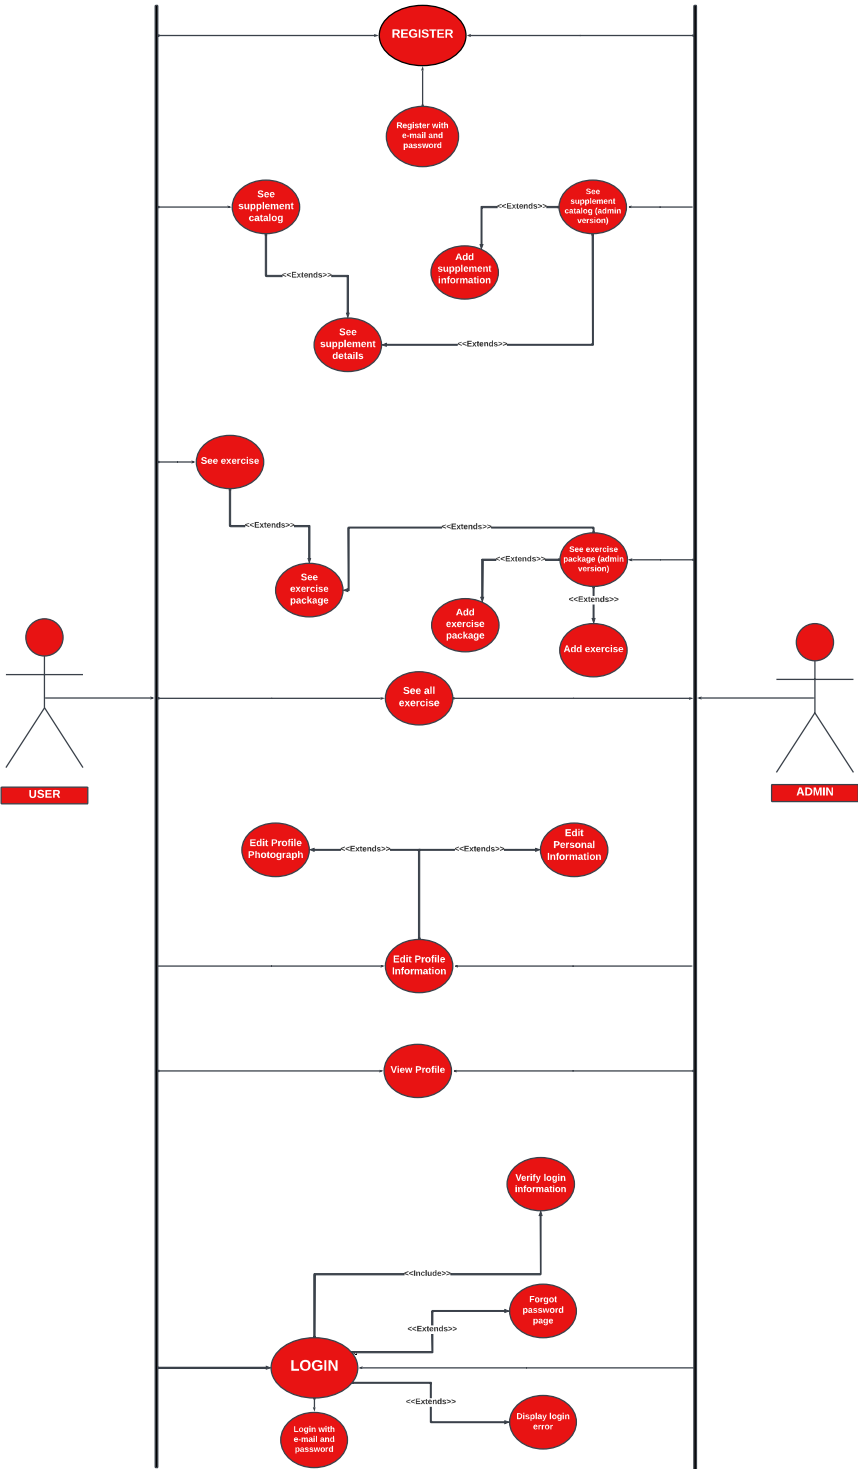 REGISTER
Register with
e-mail and
password
See
supplement
catalog
<<Extends>>
See
supplement
catalog (admin
version)
Add
supplement
information
<<Extends>>
See
supplement
details
<<Extends>>
See exercise
<<Extends>>
<<Extends>>
See exercise
package (admin
version)
<<Extends>>
See
exercise
package
Add
exercise
package
<<Extends>>
Add exercise
See all
exercise
USER
ADMIN
Edit Profile
Photograph
<<Extends>>
<<Extends>>
Edit
Personal
Information
Edit Profile
Information
View Profile
Verify login
information
<<Include>>
Forgot
password
page
<<Extends>>
LOGIN
<<Extends>>
Display login
error
Login with
e-mail and
password